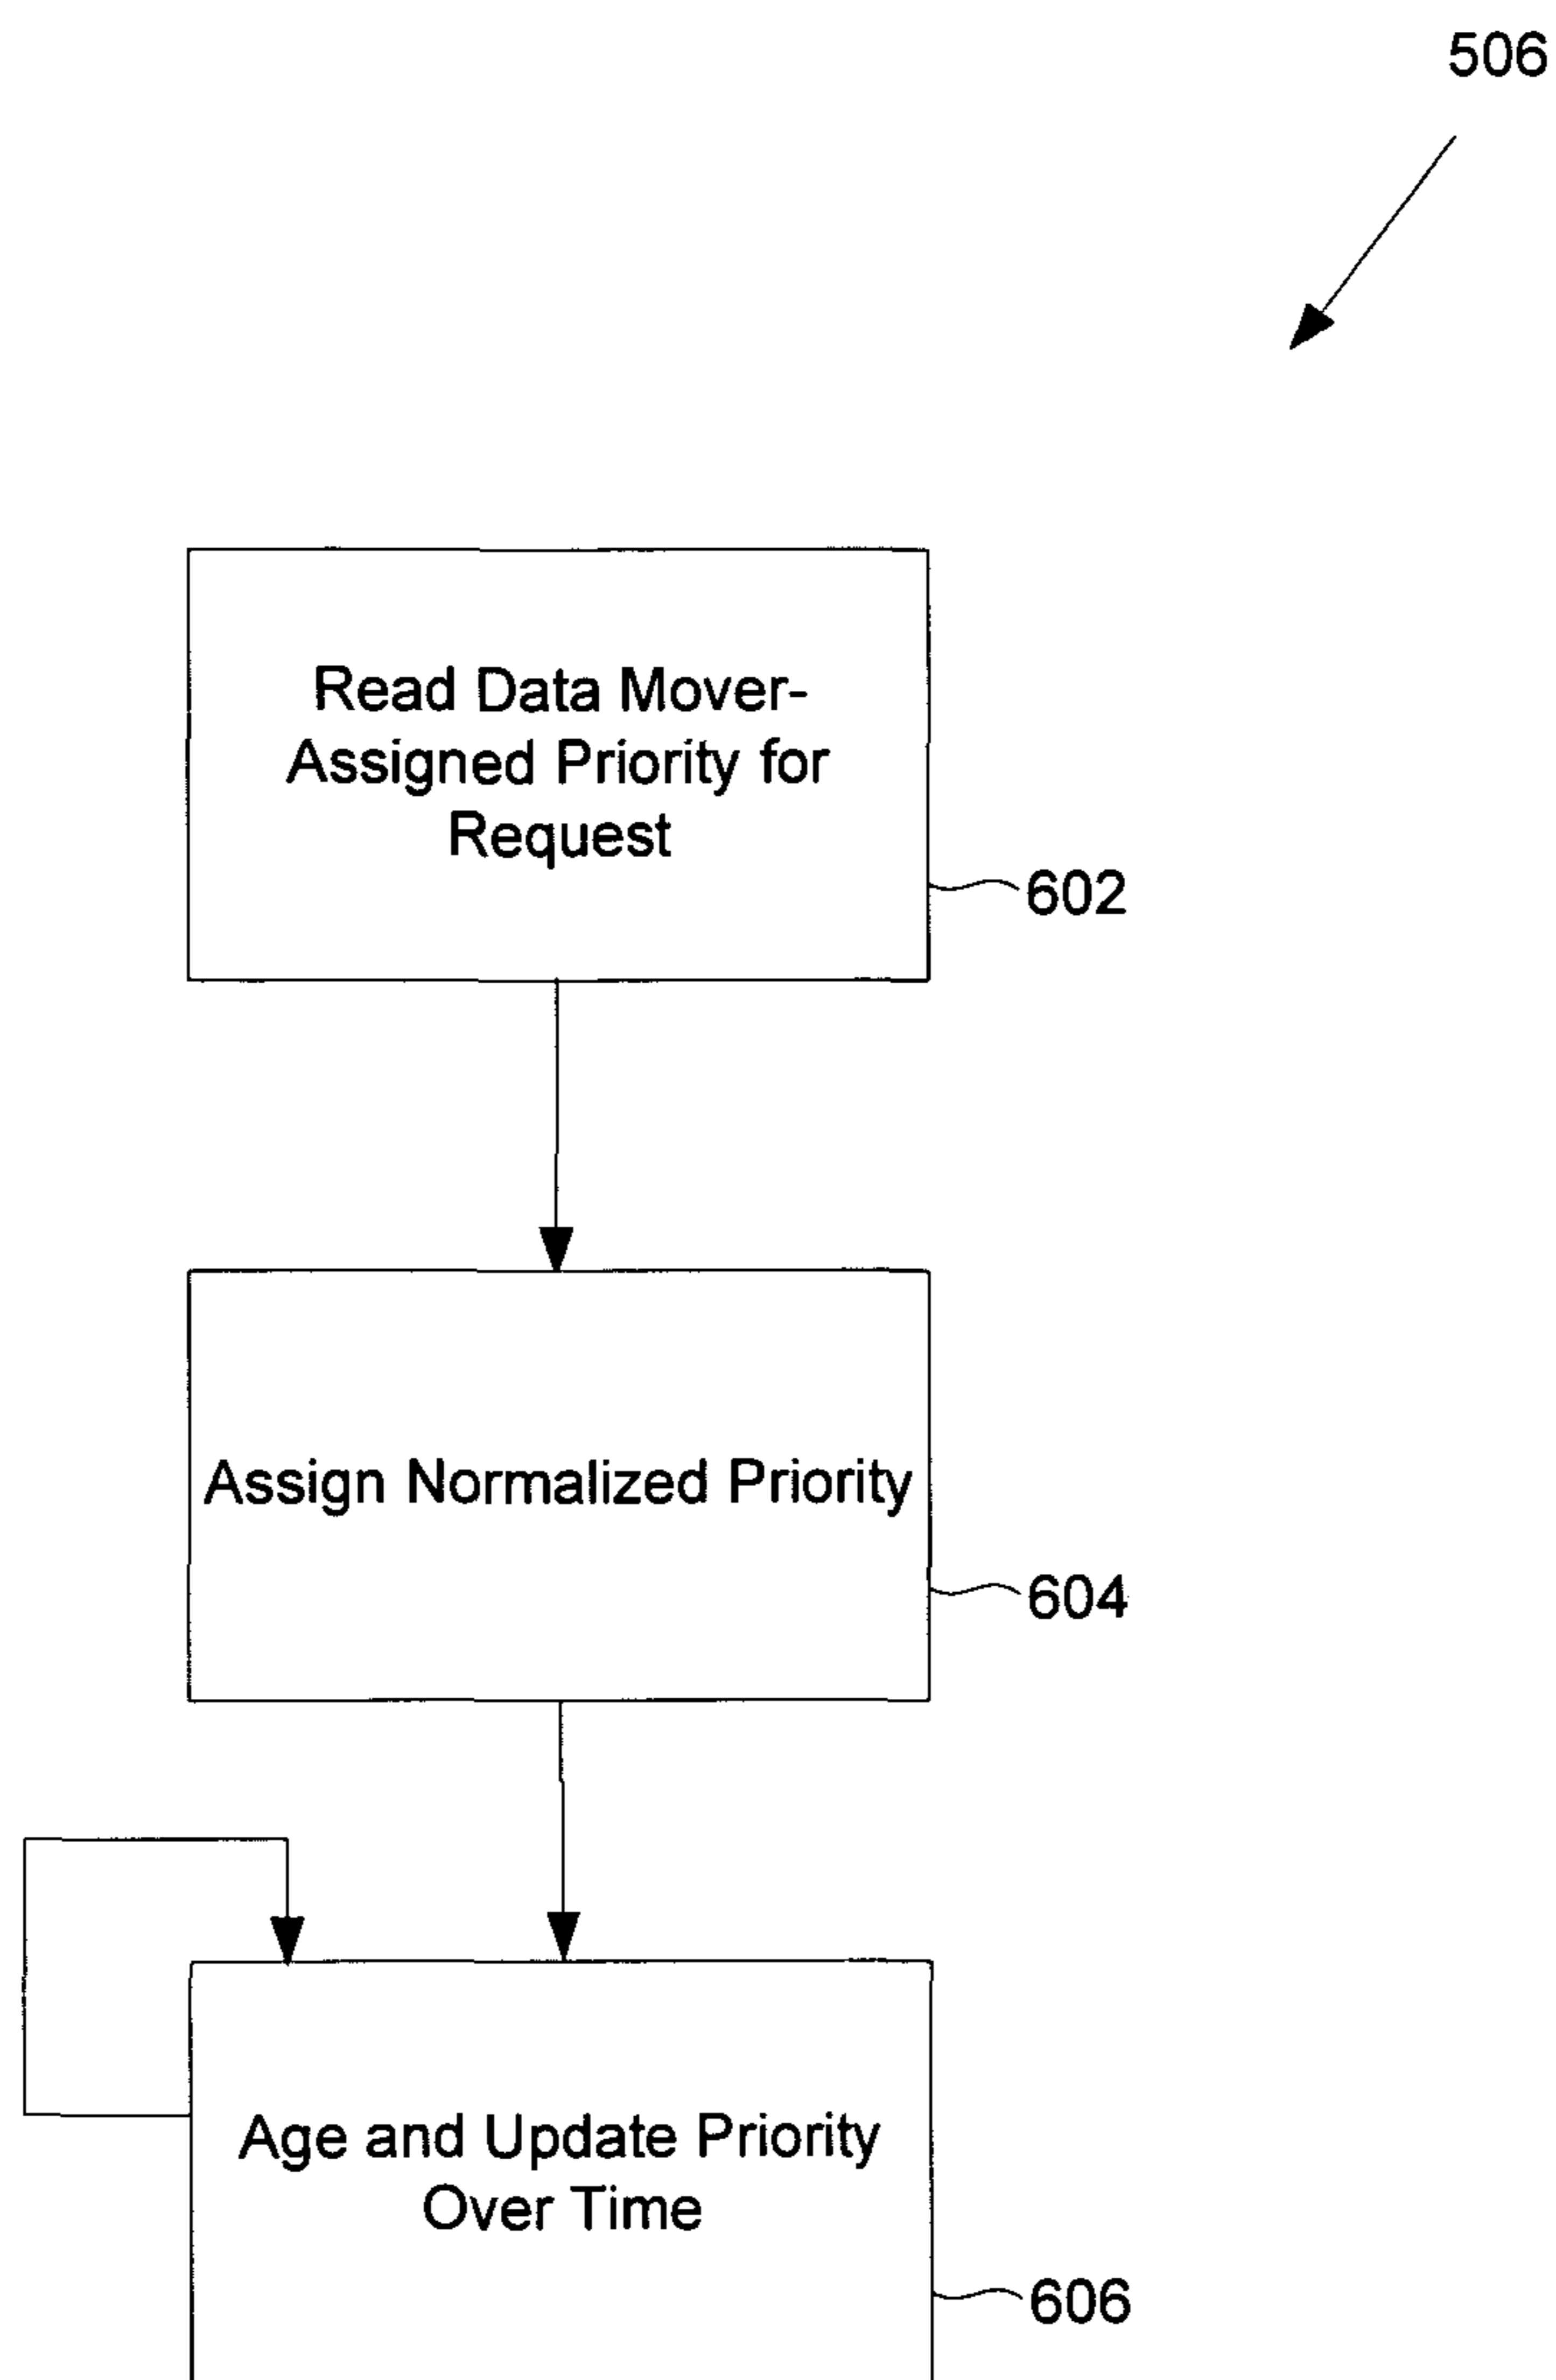 506
Read Data Mover-
Assigned Priority for
Request
602
Assign Normalized Priority
604
Age and Update Priority
Over Time
606